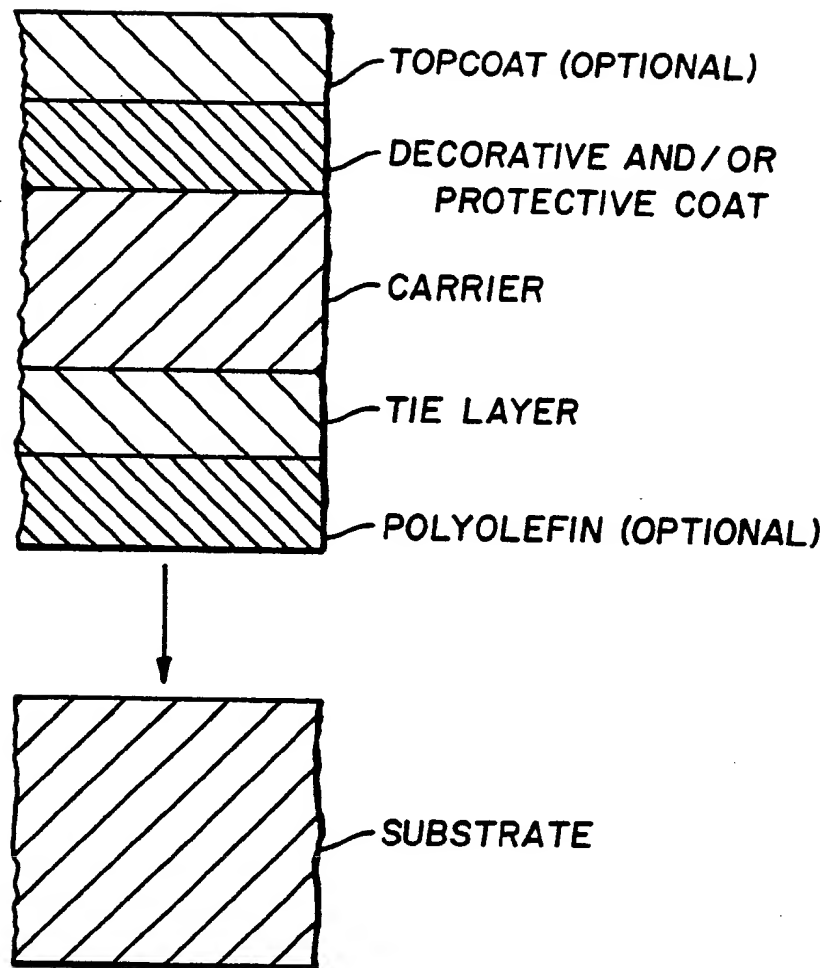 TOPCOAT (OPTIONAL)
DECORATIVE AND/OR
PROTECTIVE COAT
CARRIER
TIE LAYER
POLYOLEFIN (OPTIONAL)
SUBSTRATE